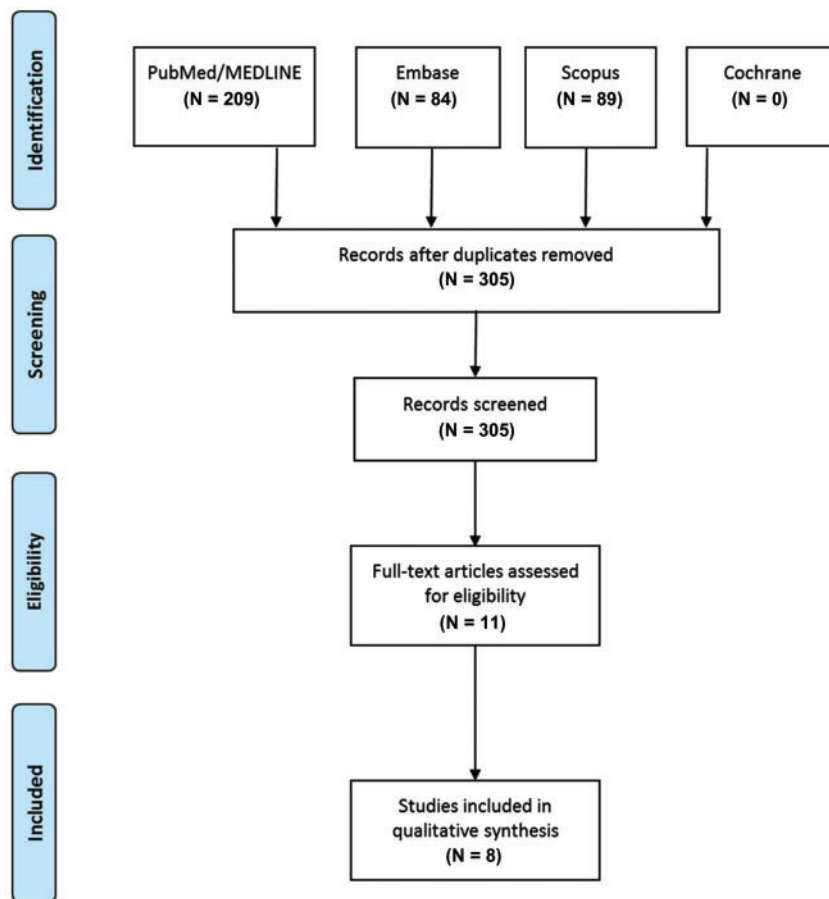 Identification
PubMed/MEDLINE
(N = 209)
Embase
(N = 84)
Scopus
(N = 89)
Cochrane
(N = 0)
Screening
Records after duplicates removed
(N = 305)
Records screened
(N = 305)
Eligibility
Full-text articles assessed
for eligibility
(N = 11)
Included
Studies included in
qualitative synthesis
(N = 8)